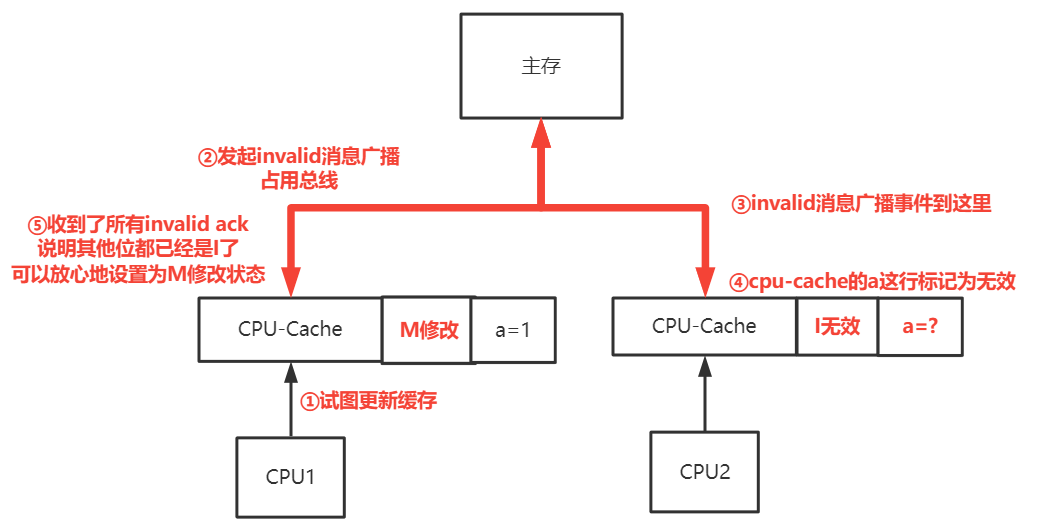 主存
②发起invalid消息广播
占用总线
③invalid消息广播事件到这里
⑤收到了所有invalid ack
说明其他位都已经是I了
可以放心地设置为M修改状态
④cpu-cache的a这行标记为无效
CPU-Cache
M修改
a=1
CPU-Cache
I无效
a=?
①试图更新缓存
CPU1
CPU2